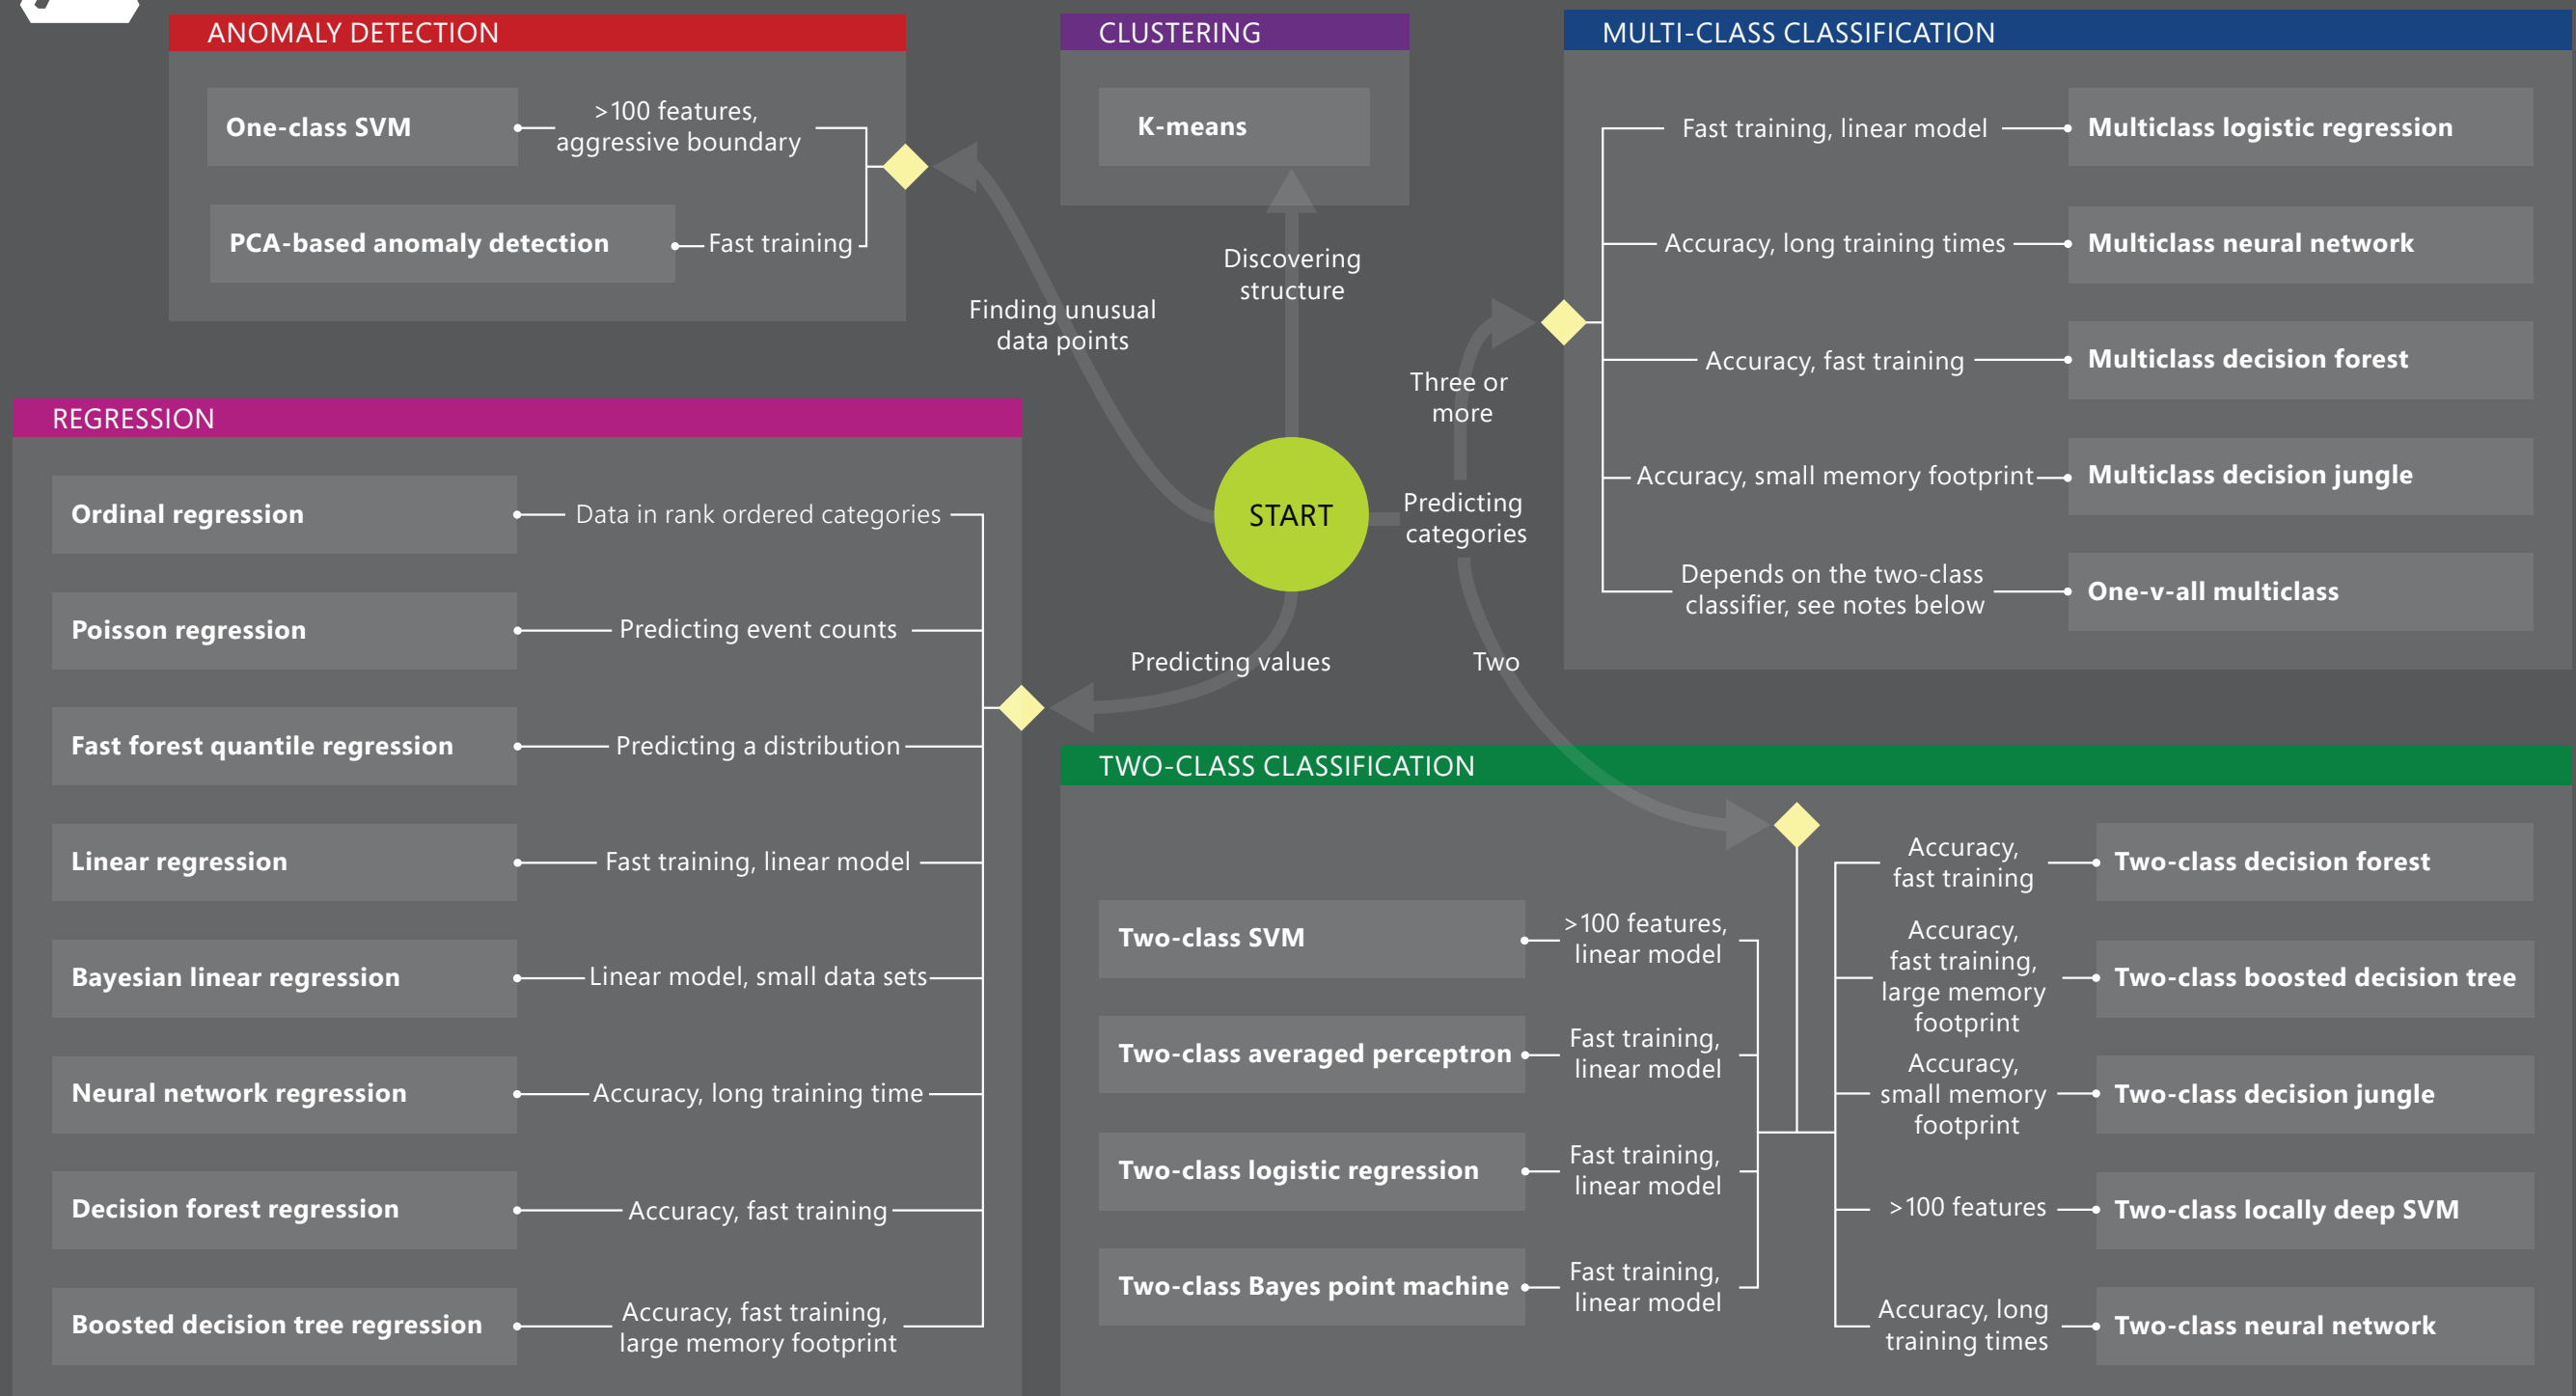 ANOMALY DETECTION
One-class SVM
>100 features,
aggressive boundary
PCA-based anomaly detection
Fast training
CLUSTERING
K-means
Discovering
structure
Finding unusual
data points
MULTI-CLASS CLASSIFICATION
Fast training, linear model
Multiclass logistic regression
Accuracy, long training times
Multiclass neural network
Accuracy, fast training
Multiclass decision forest
Accuracy, small memory footprint
Multiclass decision jungle
Depends on the two-class
classifier, see notes below
One-v-all multiclass
Three or
more
START
Predicting
categories
Predicting values
Two
REGRESSION
Ordinal regression
Data in rank ordered categories
Poisson regression
Predicting event counts
Fast forest quantile regression
Predicting a distribution
Linear regression
Fast training, linear model
Bayesian linear regression
Linear model, small data sets
Neural network regression
Accuracy, long training time
Decision forest regression
Accuracy, fast training
Boosted decision tree regression
Accuracy, fast training,
large memory footprint
TWO-CLASS CLASSIFICATION
Two-class SVM
>100 features,
linear model
Two-class averaged perceptron
Fast training,
linear model
Two-class logistic regression
Fast training,
linear model
Two-class Bayes point machine
Fast training,
linear model
Accuracy,
fast training
Two-class decision forest
Accuracy,
fast training,
large memory
footprint
Two-class boosted decision tree
Accuracy,
small memory
footprint
Two-class decision jungle
>100 features
Two-class locally deep SVM
Accuracy, long
training times
Two-class neural network